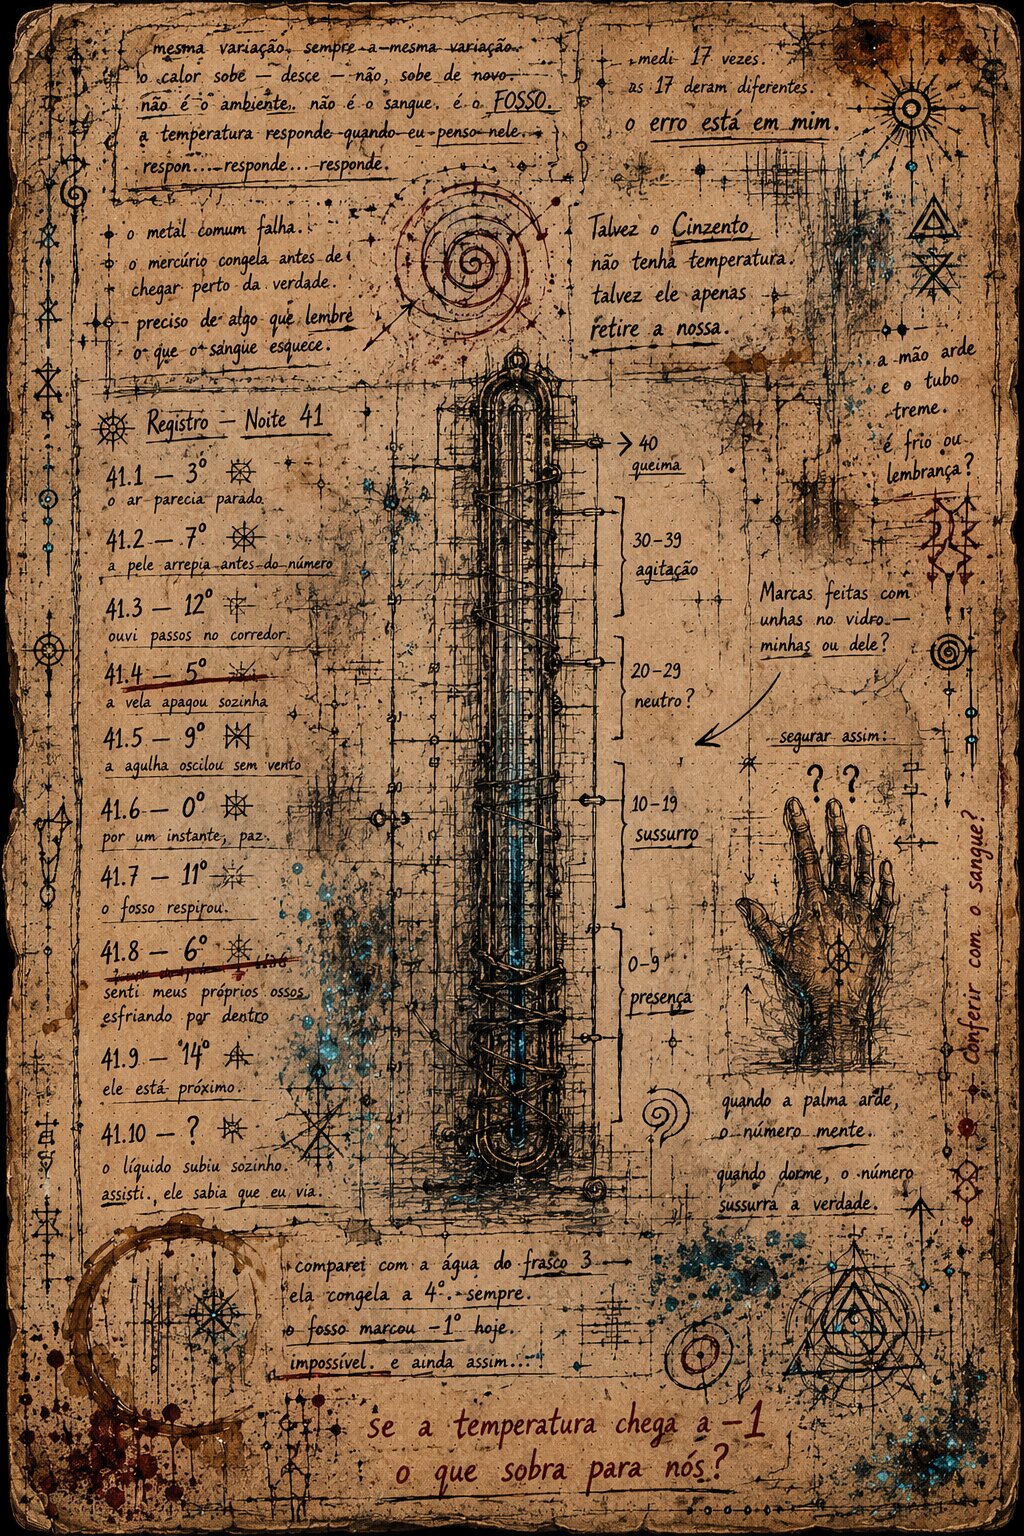 mesma variação. sempre a mesma variação.
o calor sobe — desce — não, sobe de novo.
não é o ambiente. não é o sangue. é o FOSSO.
a temperatura responde quando eu penso nele.
respon....responde...responde.
medi 17 vezes.
as 17 deram diferentes.
o erro está em mim.
o metal comum falha.
o mercúrio congela antes de
chegar perto da verdade.
preciso de algo que lembre
o que o sangue esquece.
Talvez o Cinzento
não tenha temperatura.
talvez ele apenas
retire a nossa.
a mão arde
e o tubo
treme.
é frio ou
lembrança?
Registro — Noite 41
41.1 — 3°
o ar parecia parado.
41.2 — 7°
a pele arrepia antes do número
41.3 — 12°
ouvi passos no corredor.
41.4 — 5°
a vela apagou sozinha
41.5 — 9°
a agulha oscilou sem vento
41.6 — 0°
por um instante, paz.
41.7 — 11°
o fosso respirou.
41.8 — 6°
senti meus próprios ossos
esfriando por dentro
41.9 — 14°
ele está próximo.
41.10 — ?
o líquido subiu sozinho.
assisti. ele sabia que eu via.
40
queima
30-39
agitação
20-29
neutro?
10-19
sussurro
0-9
presença
Marcas feitas com
unhas no vidro—
minhas ou dele?
segurar assim:
? ?
Conferir com o sangue?
quando a palma arde,
o número mente.
quando dorme, o número
sussurra a verdade.
comparei com a água do frasco 3
ela congela a 4°. sempre.
o fosso marcou -1° hoje.
impossível. e ainda assim...
se a temperatura chega a -1
o que sobra para nós?